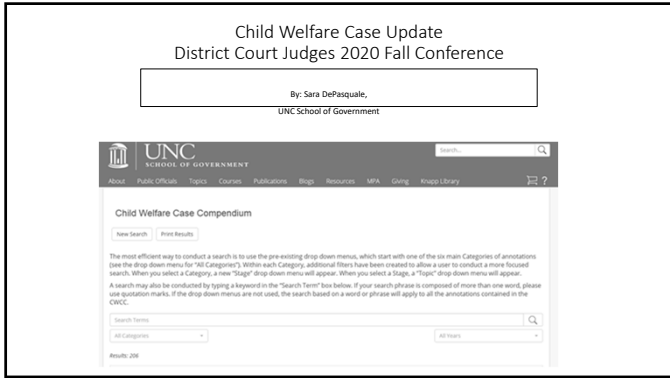 Child Welfare Case Update
District Court Judges 2020 Fall Conference
By: Sara DePasquale,
UNC School of Government
UNC
SCHOOL OF GOVERNMENT
Search...
About Public Officials Topics Courses Publications Blogs Resources MPA Giving Knapp Library ?
Child Welfare Case Compendium
New Search Print Results
The most efficient way to conduct a search is to use the pre-existing drop down menus, which start with one of the six main Categories of annotations
(see the drop down menu for "All Categories"). Within each Category, additional filters have been created to allow a user to conduct a more focused
search. When you select a Category, a new "Stage" drop down menu will appear. When you select a Stage, a "Topic" drop down menu will appear.
A search may also be conducted by typing a keyword in the "Search Term" box below. If your search phrase is composed of more than one word, please
use quotation marks. If the drop down menus are not used, the search based on a word or phrase will apply to all the annotations contained in the
CWCC.
Search Terms
All Categories All Years
Results: 206